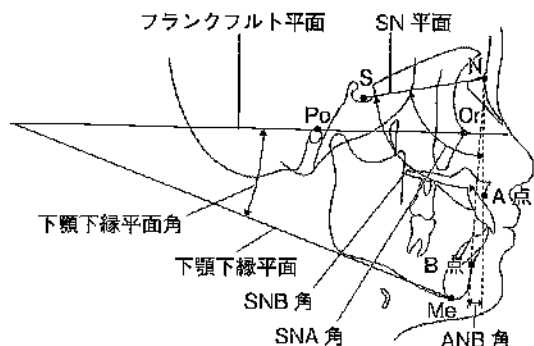 フランクフルト平面
SN 平面
S
N
Po
Or
A 点
下顎下縁平面角
下顎下縁平面
B 点
SNB 角
Me
SNA 角
ANB 角